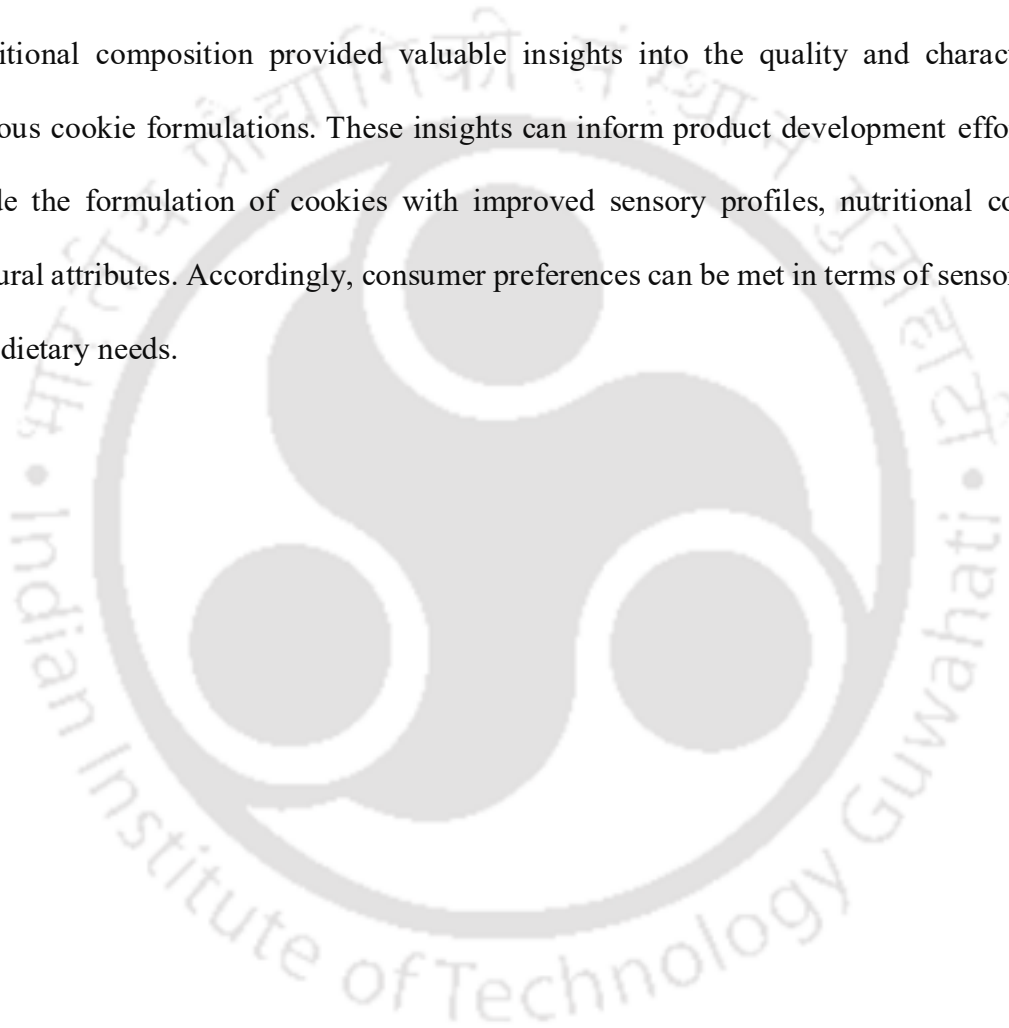 itional composition provided valuable insights into the quality and charac
ous cookie formulations. These insights can inform product development effo
le the formulation of cookies with improved sensory profiles, nutritional co
ural attributes. Accordingly, consumer preferences can be met in terms of senso
dietary needs.
भारतीय प्रौद्योगिकी संस्थान गुवाहाटी
• Indian Institute of Technology Guwahati •